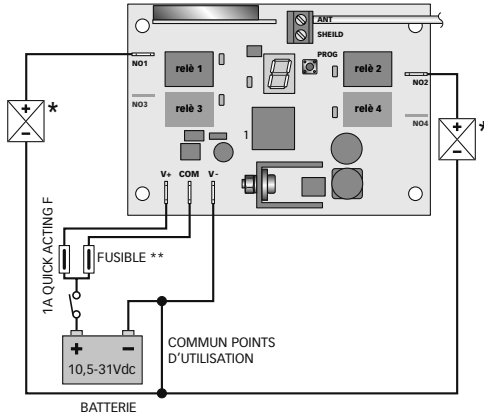 ANT
SHEILD
PROG
NO1
relè 1
relè 2
NO2
NO3
relè 3
relè 4
NO4
+
-
*
+
-
*
1
V+ COM V-
1A QUICK ACTING F
FUSIBLE **
+ -
10,5-31Vdc
COMMUN POINTS
D'UTILISATION
BATTERIE